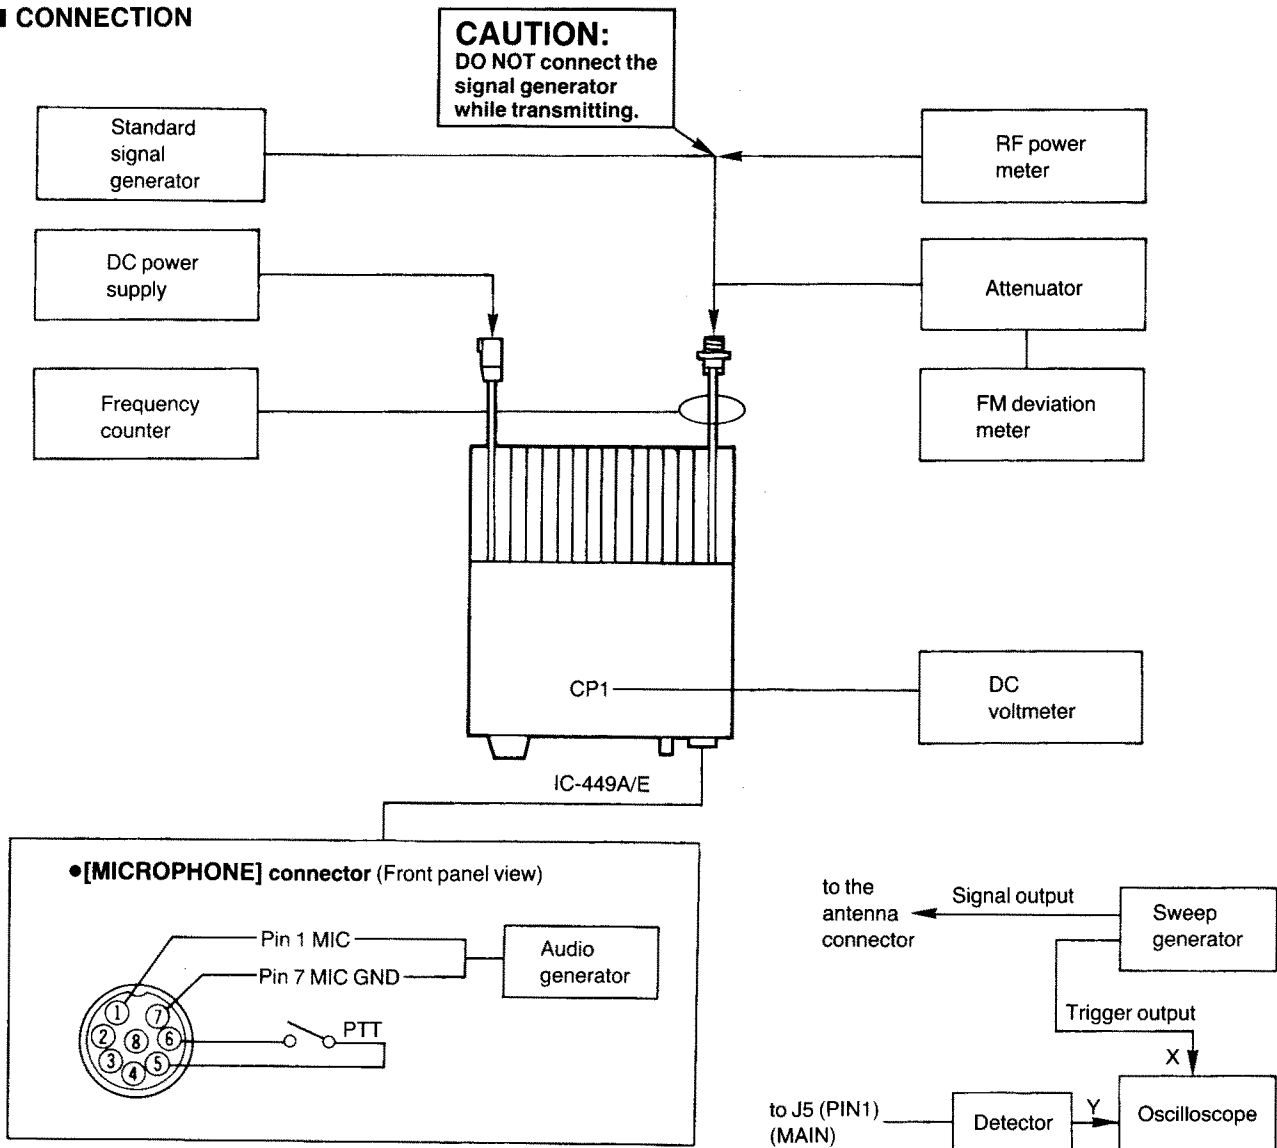 CONNECTION
CAUTION:
DO NOT connect the
signal generator
while transmitting.
Standard
signal
generator
RF power
meter
DC power
supply
Attenuator
Frequency
counter
FM deviation
meter
CP1
DC
voltmeter
IC-449A/E
●[MICROPHONE] connector (Front panel view)
Pin 1 MIC
Pin 7 MIC GND
Audio
generator
1
7
2
8
6
3
5
4
PTT
to the
antenna
connector
Signal output
Sweep
generator
Trigger output
X
to J5 (PIN1)
(MAIN)
Detector
Y
Oscilloscope